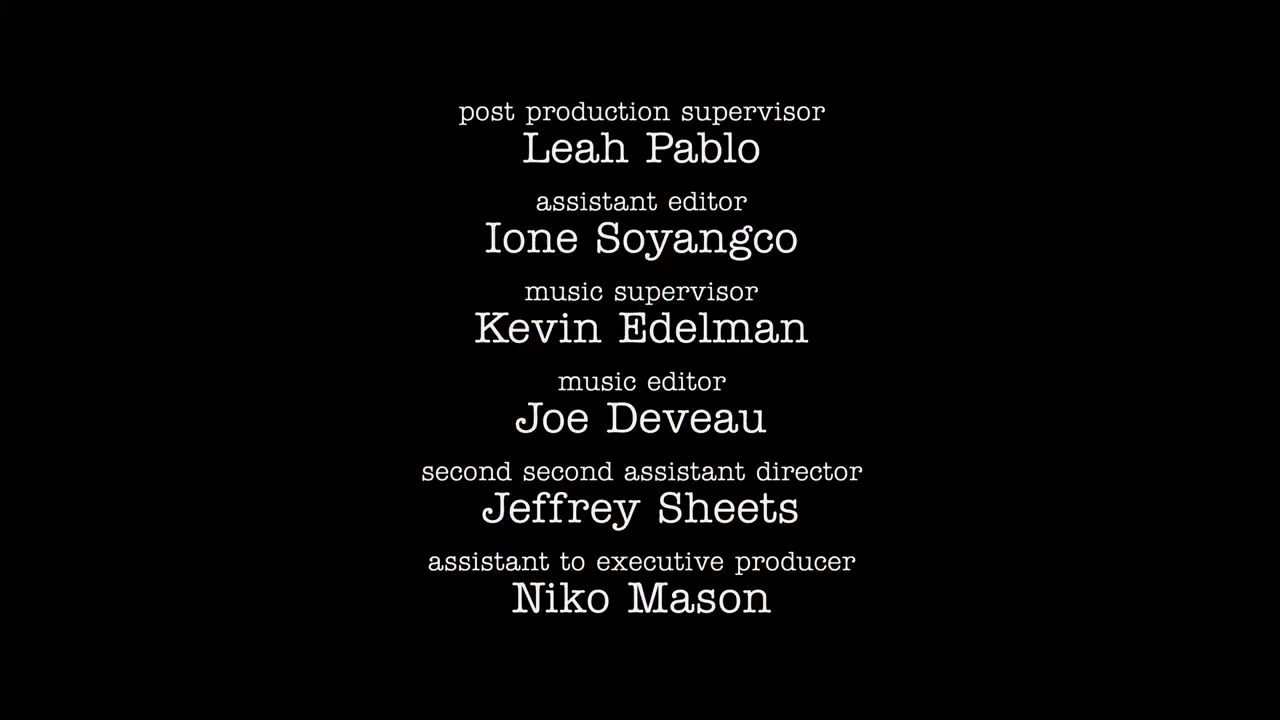 post production supervisor
Leah Pablo
assistant editor
Ione Soyangco
music supervisor
Kevin Edelman
music editor
Joe Deveau
second second assistant director
Jeffrey Sheets
assistant to executive producer
Niko Mason